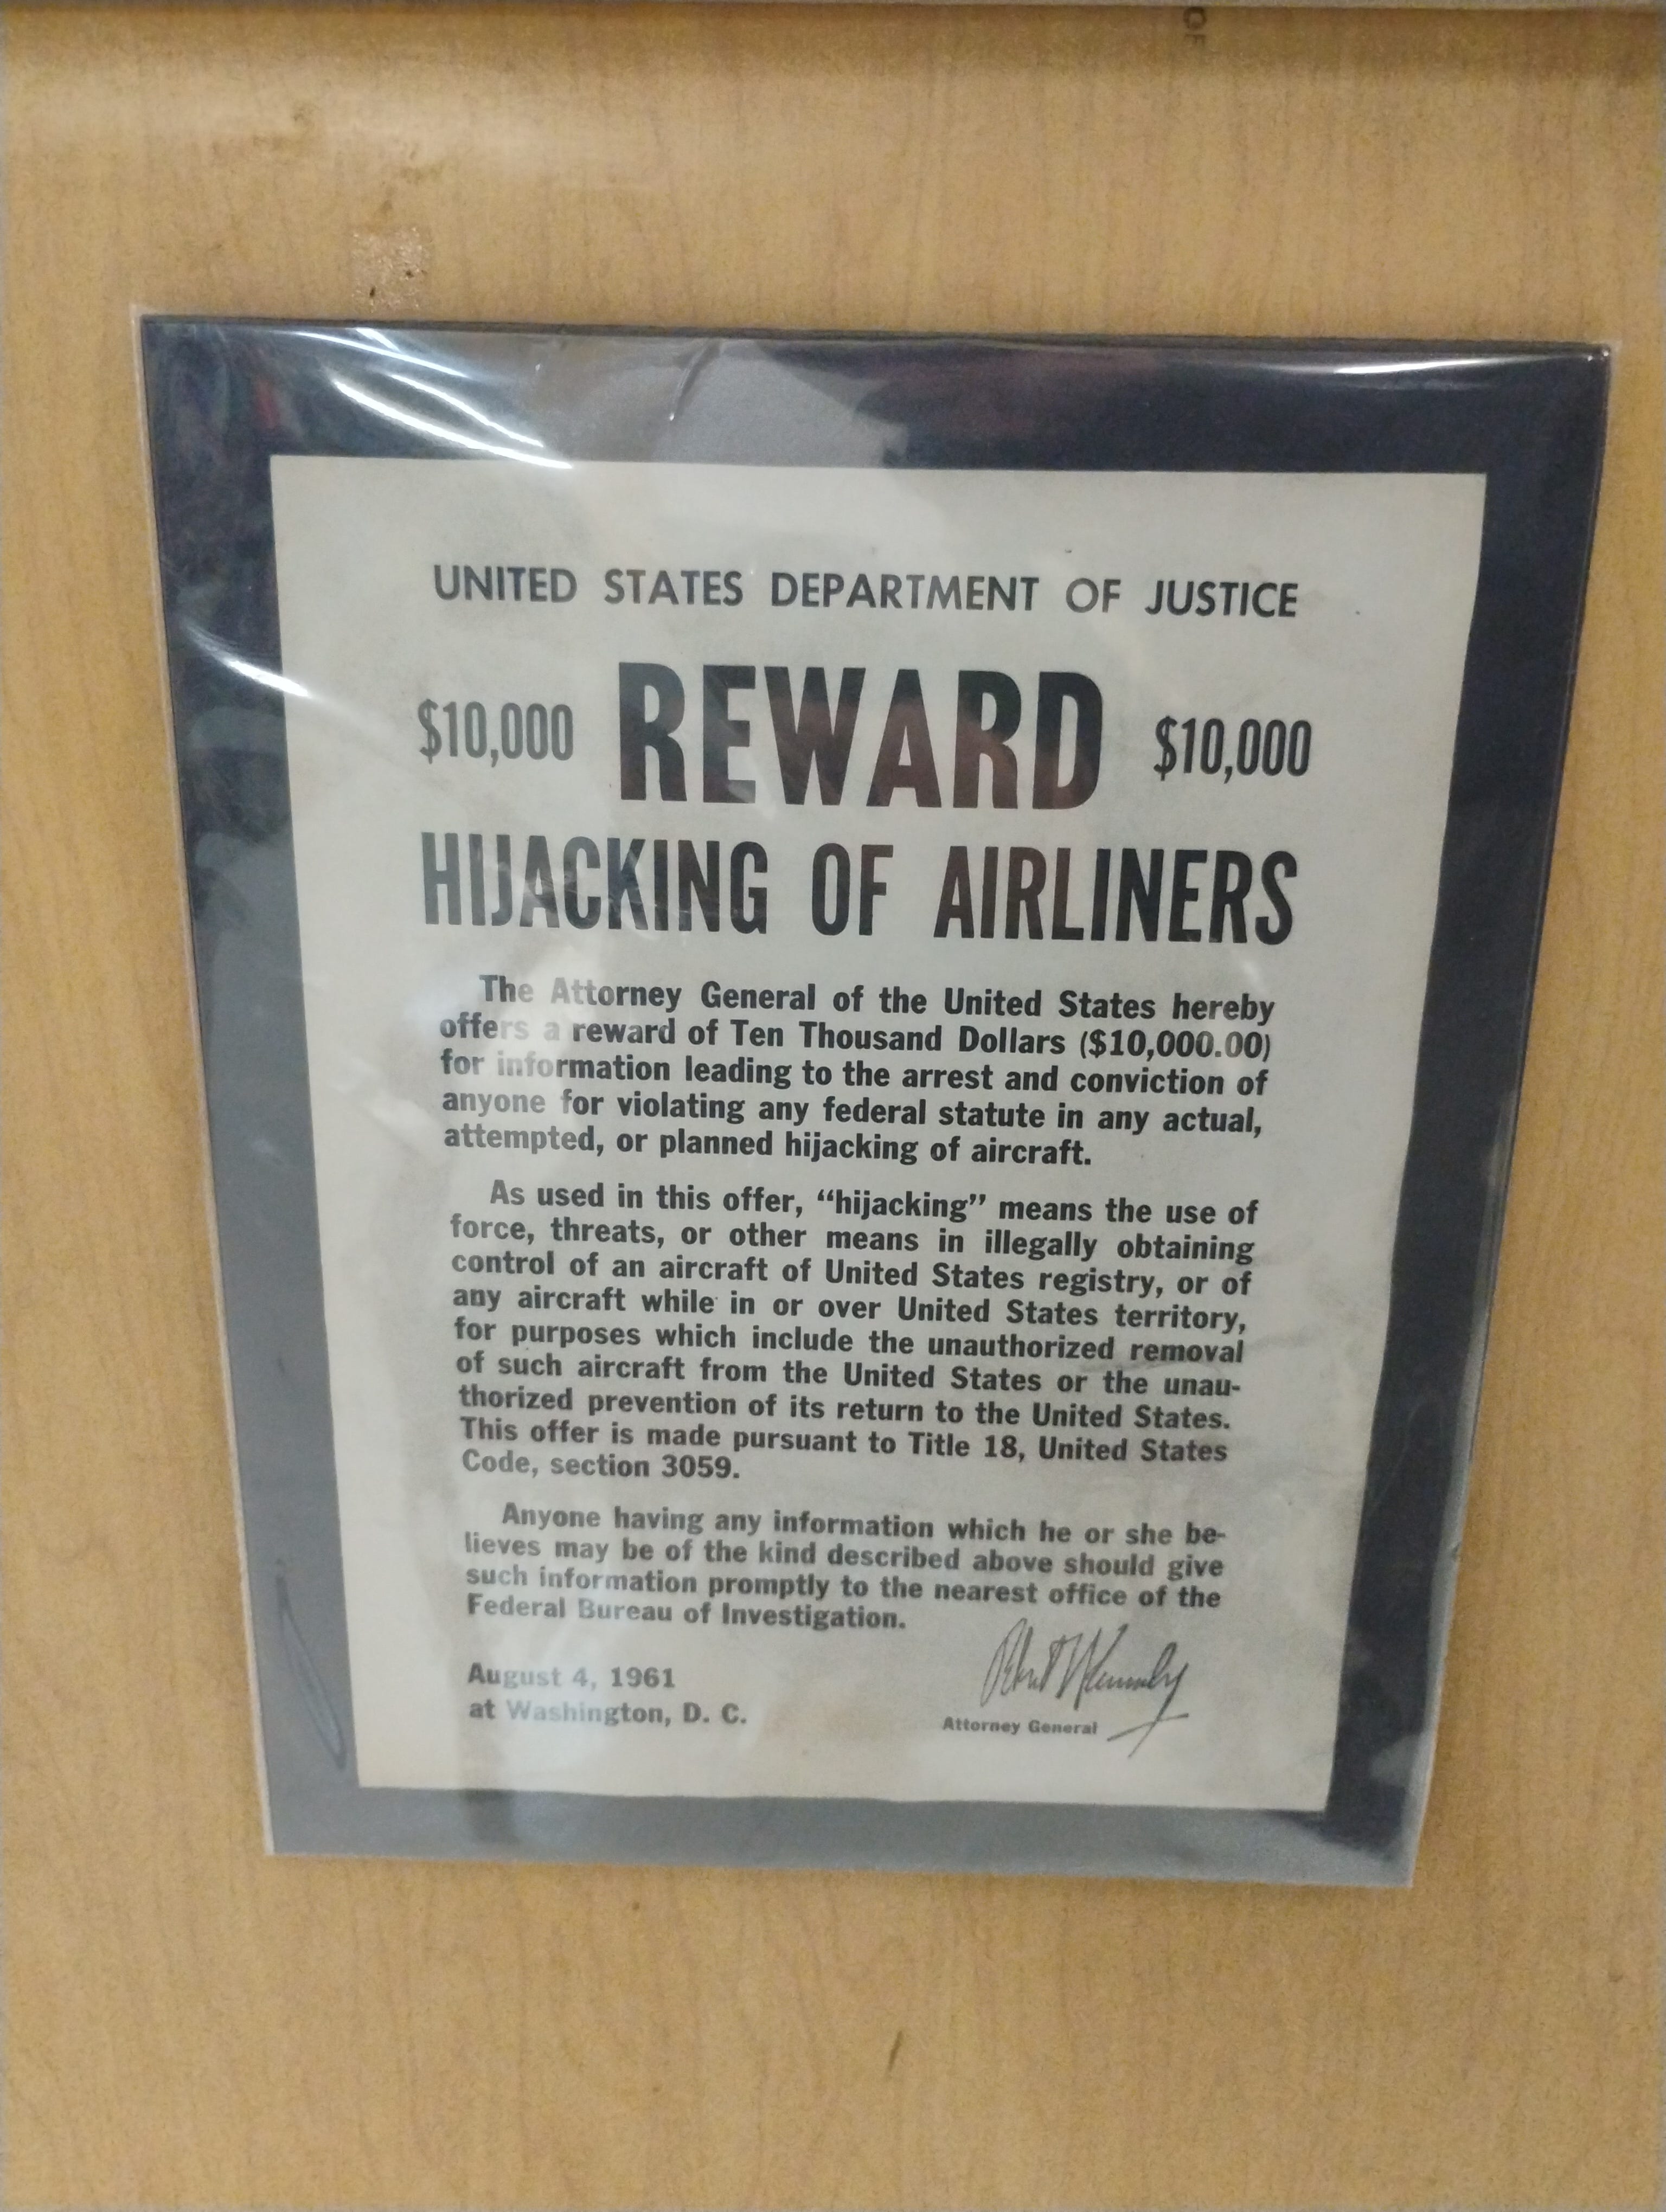 OF
UNITED STATES DEPARTMENT OF JUSTICE
$10,000 REWARD $10,000
HIJACKING OF AIRLINERS
The Attorney General of the United States hereby
offers a reward of Ten Thousand Dollars ($10,000.00)
for information leading to the arrest and conviction of
anyone for violating any federal statute in any actual,
attempted, or planned hijacking of aircraft.
As used in this offer, “hijacking” means the use of
force, threats, or other means in illegally obtaining
control of an aircraft of United States registry, or of
any aircraft while in or over United States territory,
for purposes which include the unauthorized removal
of such aircraft from the United States or the unau-
thorized prevention of its return to the United States.
This offer is made pursuant to Title 18, United States
Code, section 3059.
Anyone having any information which he or she be-
lieves may be of the kind described above should give
such information promptly to the nearest office of the
Federal Bureau of Investigation.
Robert Kennedy
August 4, 1961
at Washington, D. C.
Attorney General